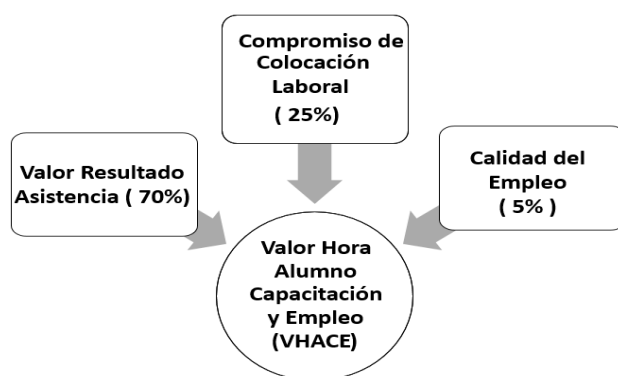 Compromiso de
Colocación
Laboral
( 25%)
Valor Resultado
Asistencia ( 70%)
Calidad del
Empleo
( 5% )
Valor Hora
Alumno
Capacitación
y Empleo
(VHACE)